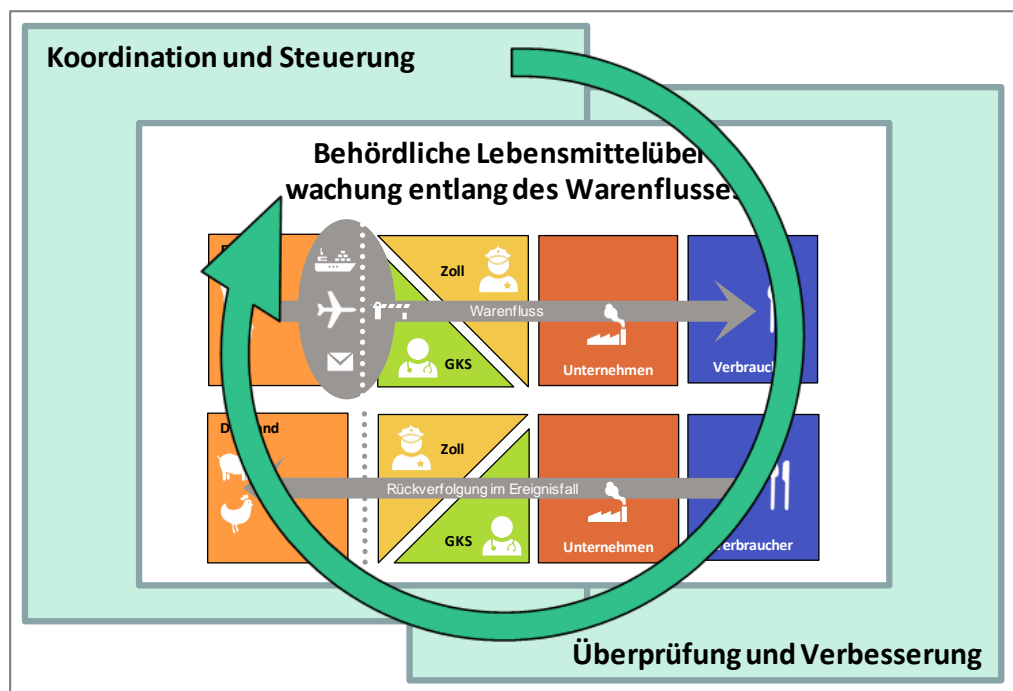 Koordination und Steuerung
Behördliche Lebensmittelüber
wachung entlang des Warenflusses
Zoll
Warenfluss
GKS
Unternehmen
Zoll
Rückverfolgung im Ereignisfall
GKS
Unternehmen
Verbraucher
Überprüfung und Verbesserung